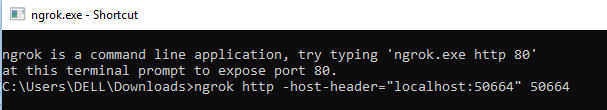 ngrok.exe - Shortcut
ngrok is a command line application, try typing 'ngrok.exe http 80'
at this terminal prompt to expose port 80.
C:\Users\DELL\Downloads>ngrok http -host-header="localhost:50664" 50664